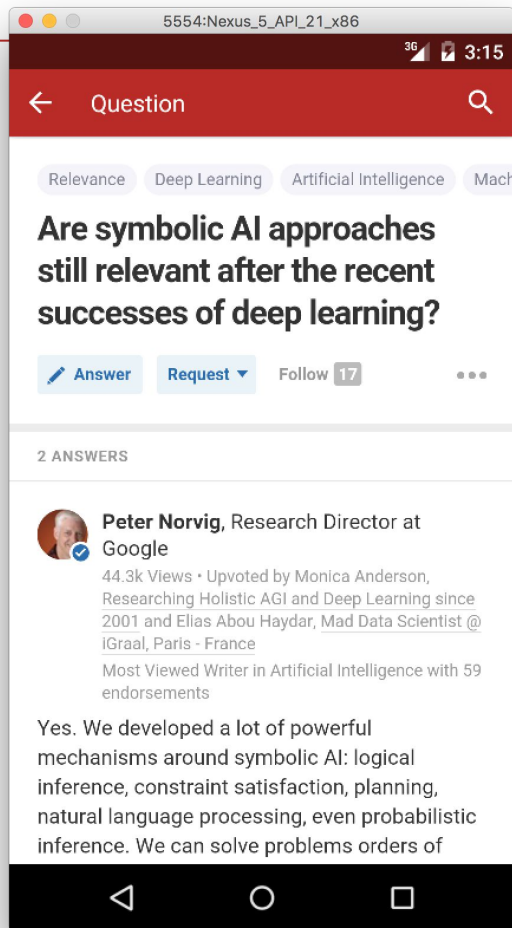 5554:Nexus_5_API_21_x86
3G 3:15
Question
Relevance Deep Learning Artificial Intelligence Mach
Are symbolic AI approaches
still relevant after the recent
successes of deep learning?
Answer Request Follow 17
2 ANSWERS
Peter Norvig, Research Director at
Google
44.3k Views • Upvoted by Monica Anderson,
Researching Holistic AGI and Deep Learning since
2001 and Elias Abou Haydar, Mad Data Scientist @
iGraal, Paris - France
Most Viewed Writer in Artificial Intelligence with 59
endorsements
Yes. We developed a lot of powerful
mechanisms around symbolic AI: logical
inference, constraint satisfaction, planning,
natural language processing, even probabilistic
inference. We can solve problems orders of